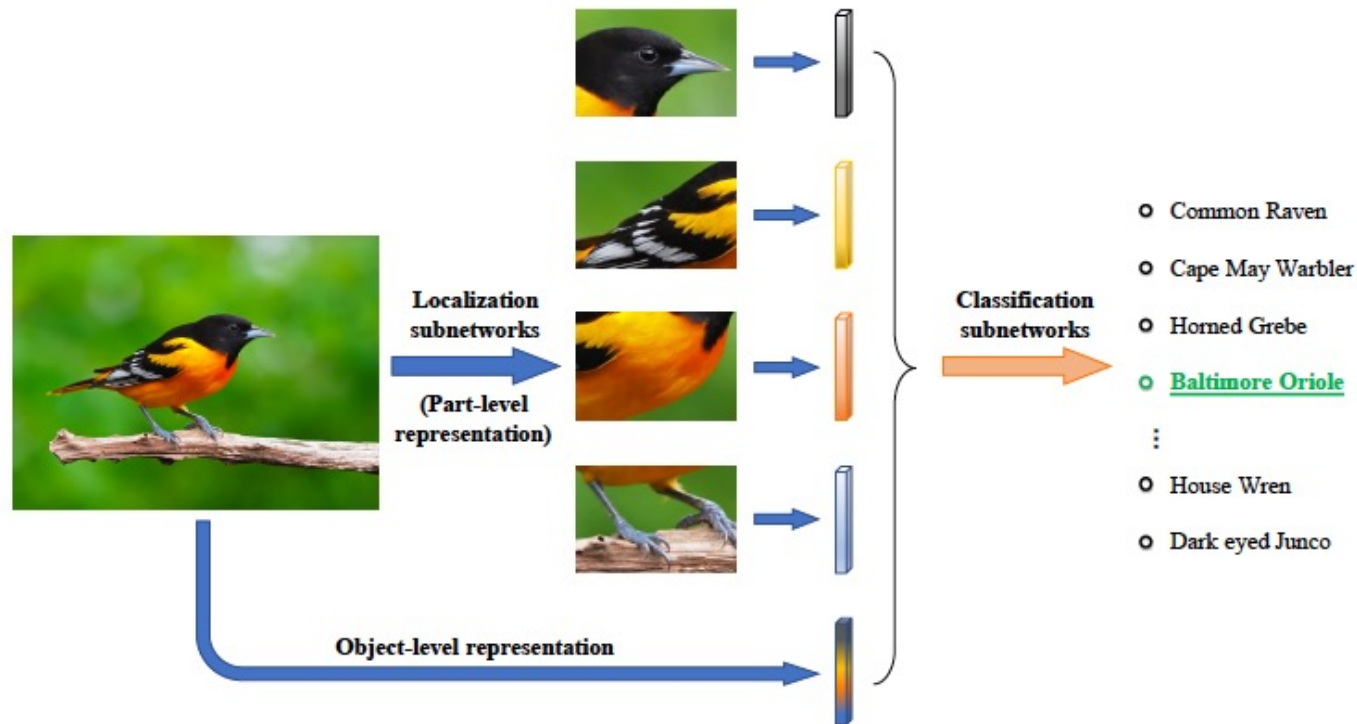 Localization
subnetworks
(Part-level
representation)
Object-level representation
Classification
subnetworks
Common Raven
Cape May Warbler
Horned Grebe
Baltimore Oriole
⋮
House Wren
Dark eyed Junco